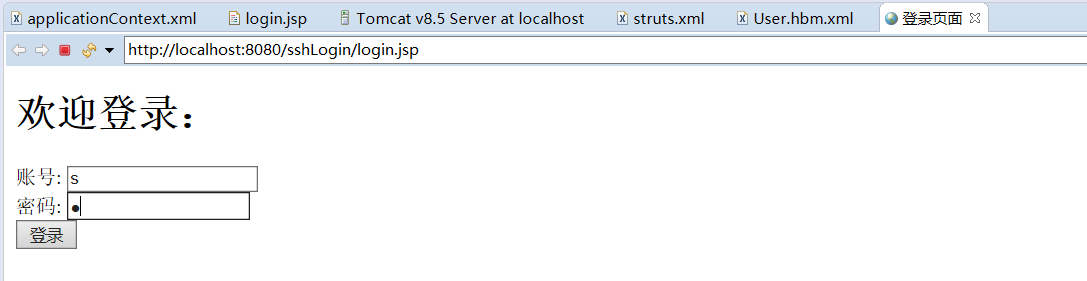 applicationContext.xml login.jsp Tomcat v8.5 Server at localhost struts.xml User.hbm.xml 登录页面
http://localhost:8080/sshLogin/login.jsp
欢迎登录：
账号: s
密码: ●
登录